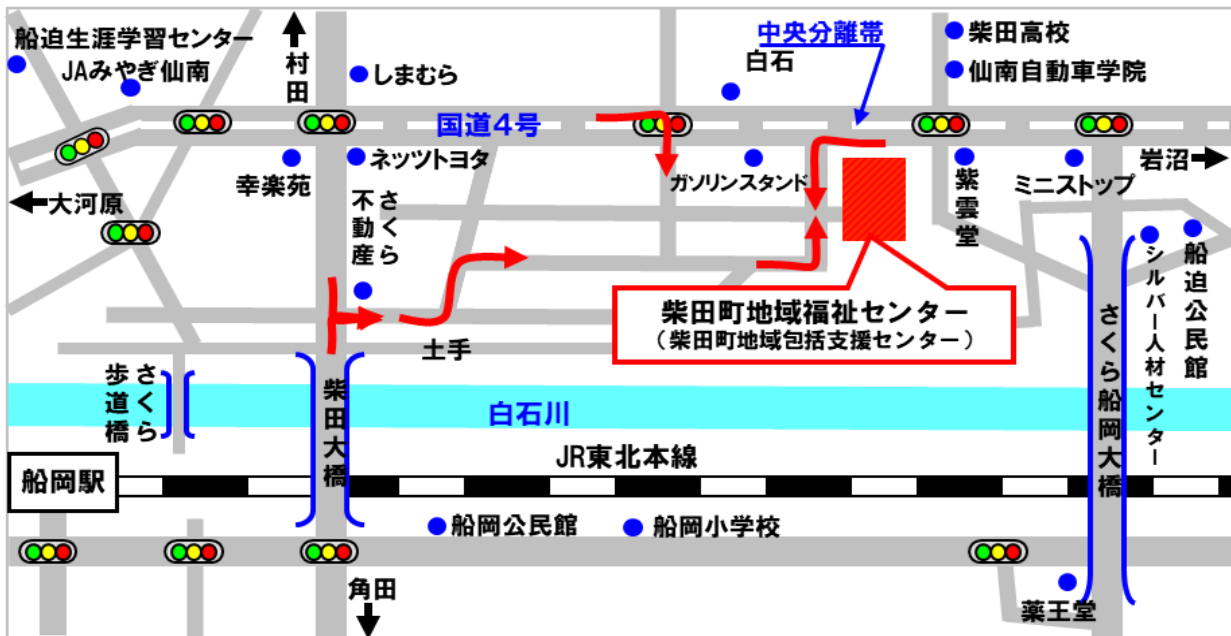 船迫生涯学習センター
JAみやぎ仙南
村田
しまむら
中央分離帯
白石
柴田高校
仙南自動車学院
国道4号
幸楽苑
ネッツトヨタ
ガソリンスタンド
紫雲堂
ミニストップ
岩沼
大河原
さくら
不動産
柴田町地域福祉センター
（柴田町地域包括支援センター）
船迫公民館
シルバー人材センター
さくら船岡大橋
土手
さくら
歩道橋
柴田大橋
白石川
JR東北本線
船岡駅
船岡公民館
船岡小学校
角田
薬王堂